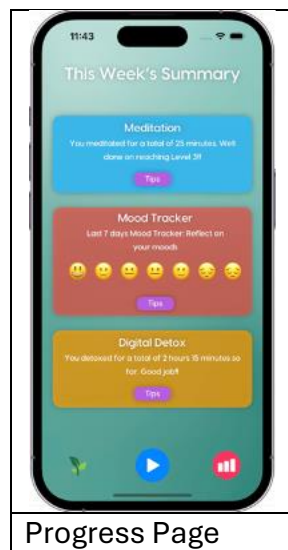 11:43
This Week's Summary
Meditation
You meditated for a total of 25 minutes. Well
done on reaching Level 3!!
Tips
Mood Tracker
Last 7 days Mood Tracker: Reflect on
your moods
Tips
Digital Detox
You detoxed for a total of 2 hours 15 minutes so
far. Good job!!
Tips
Progress Page